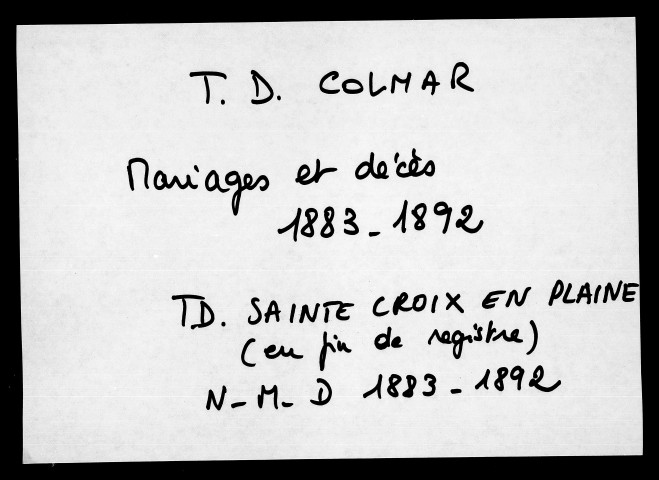 T. D. COLMAR
Mariages et décès
1883 - 1892
TD. SAINTE CROIX EN PLAINE
(en fin de registre)
N - M - D 1883 - 1892